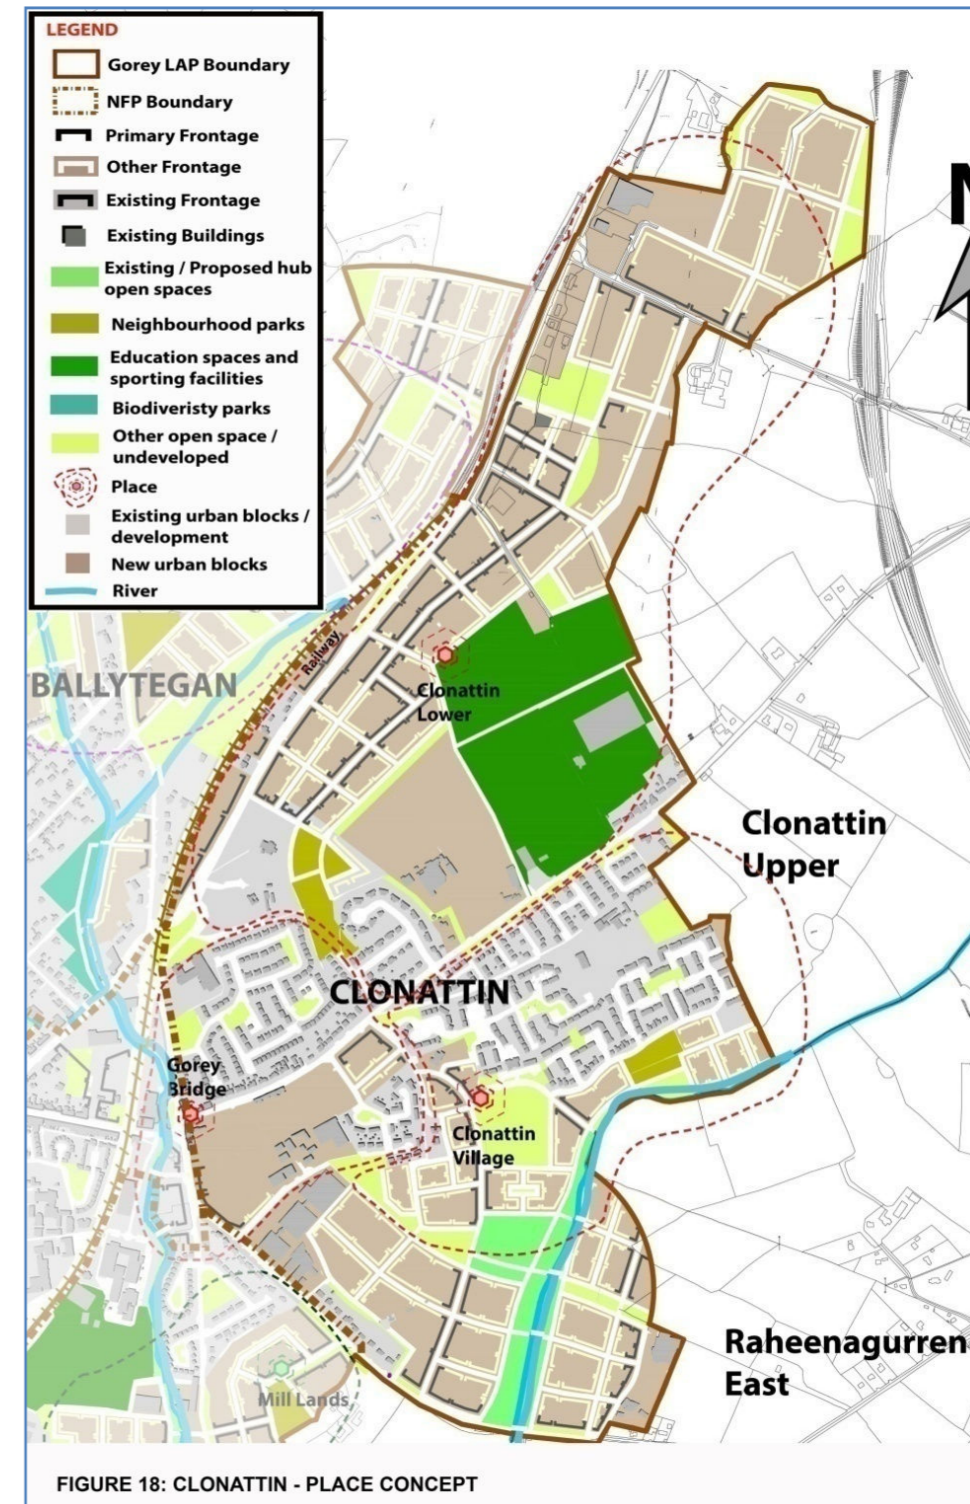 LEGEND
Gorey LAP Boundary
NFP Boundary
Primary Frontage
Other Frontage
Existing Frontage
Existing Buildings
Existing / Proposed hub
open spaces
Neighbourhood parks
Education spaces and
sporting facilities
Biodiveristy parks
Other open space /
undeveloped
Place
Existing urban blocks /
development
New urban blocks
River
Railway
BALLYTEGAN
Clonattin
Lower
Clonattin
Upper
CLONATTIN
Gorey
Bridge
Clonattin
Village
Raheenagurren
East
Mill Lands
FIGURE 18: CLONATTIN - PLACE CONCEPT